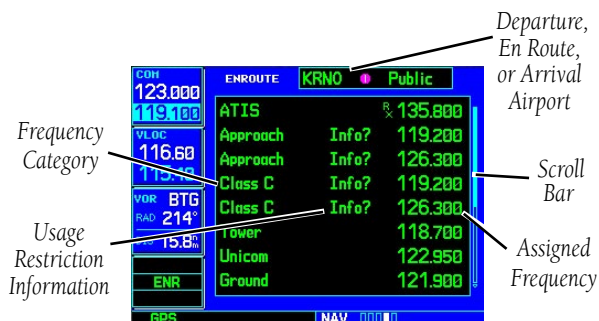 Departure,
En Route,
or Arrival
Airport
COM
123.000
119.100
ENROUTE KRNO Public
ATIS Rx 135.800
Approach Info? 119.200
Approach Info? 126.300
Class C Info? 119.200
Class C Info? 126.300
Tower 118.700
Unicom 122.950
Ground 121.900
VLOC
116.60
VOR BTG
RAD 214°
15.8 nm
ENR
GPS NAV
Frequency
Category
Usage
Restriction
Information
Scroll
Bar
Assigned
Frequency